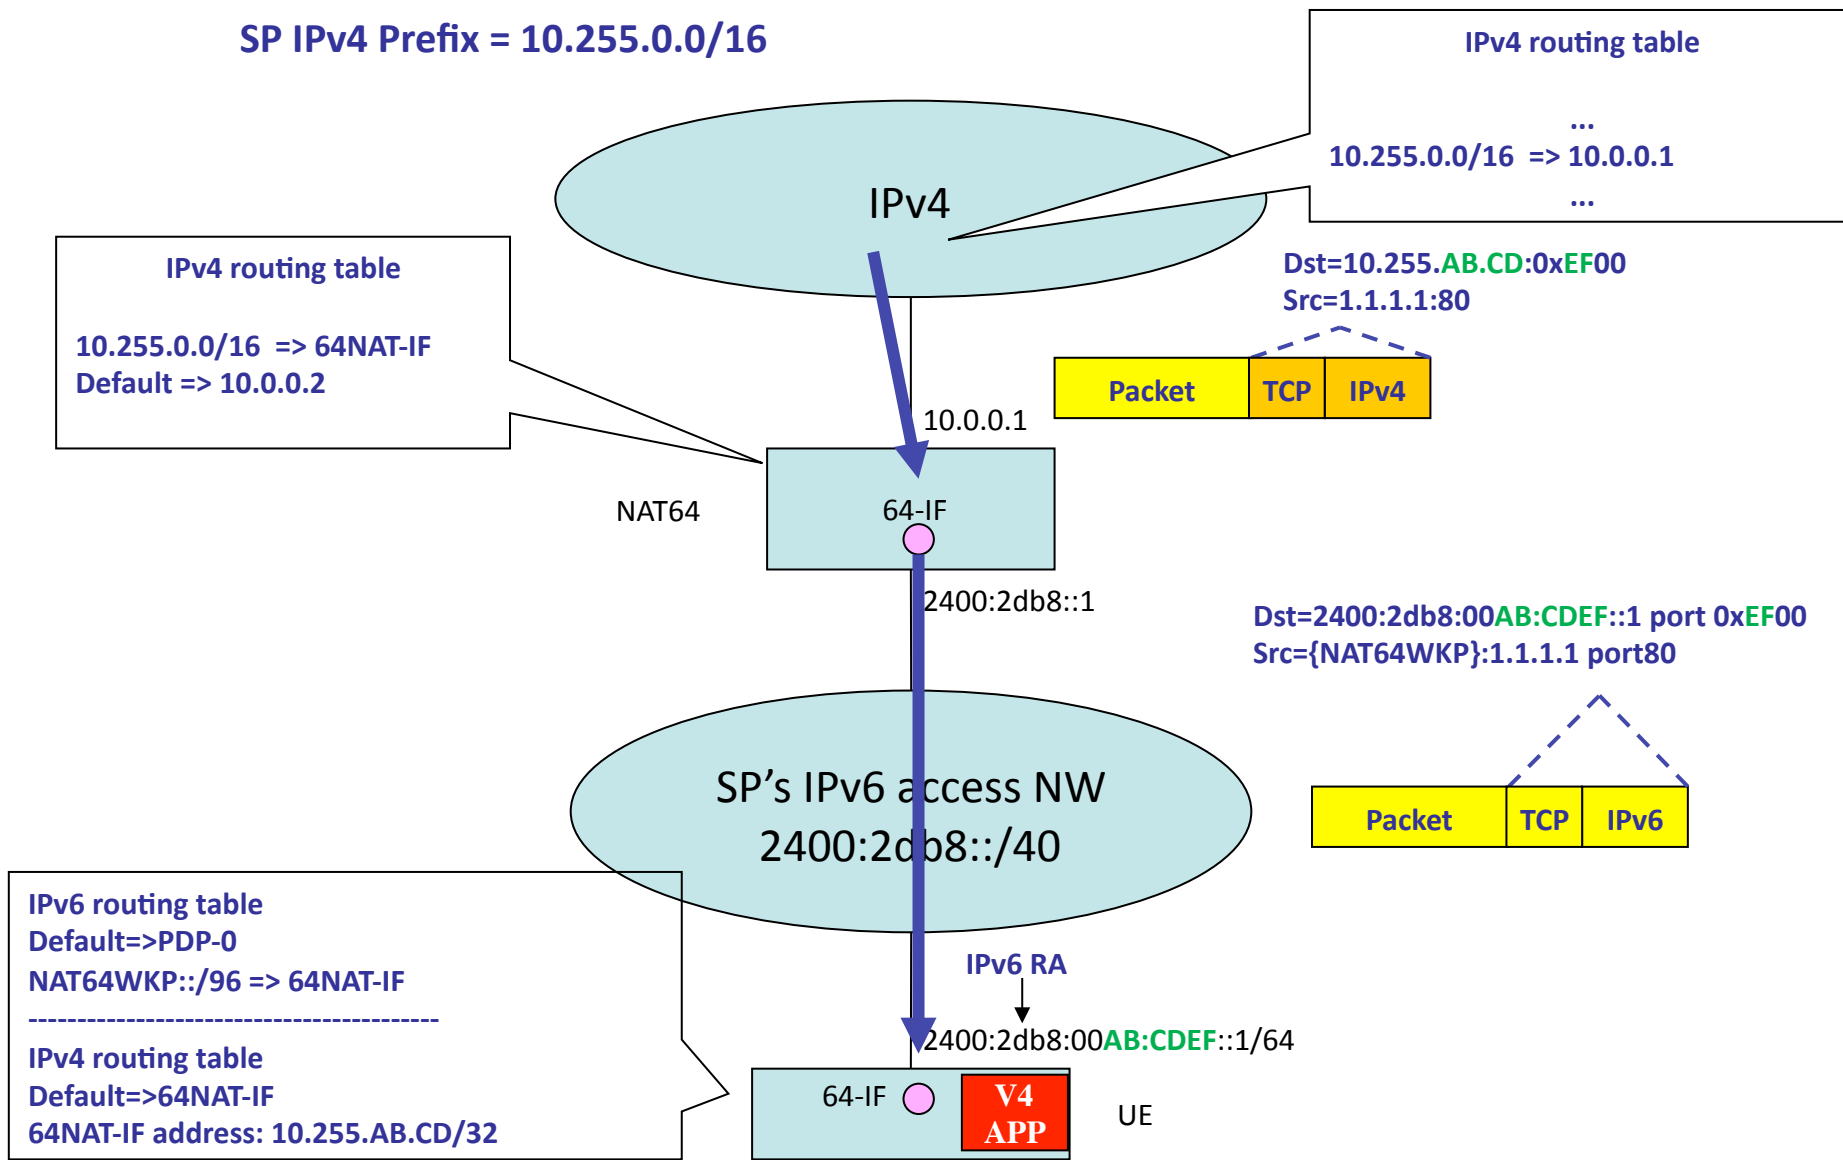 SP IPv4 Prefix = 10.255.0.0/16
IPv4 routing table
...
10.255.0.0/16 => 10.0.0.1
...
IPv4
IPv4 routing table
10.255.0.0/16 => 64NAT-IF
Default => 10.0.0.2
Dst=10.255.AB.CD:0xEF00
Src=1.1.1.1:80
Packet TCP IPv4
10.0.0.1
NAT64
64-IF
2400:2db8::1
Dst=2400:2db8:00AB:CDEF::1 port 0xEF00
Src={NAT64WKP}:1.1.1.1 port80
SP's IPv6 access NW
2400:2db8::/40
Packet TCP IPv6
IPv6 routing table
Default=>PDP-0
NAT64WKP::/96 => 64NAT-IF
------------------------------------------
IPv4 routing table
Default=>64NAT-IF
64NAT-IF address: 10.255.AB.CD/32
IPv6 RA
2400:2db8:00AB:CDEF::1/64
64-IF
V4
APP
UE